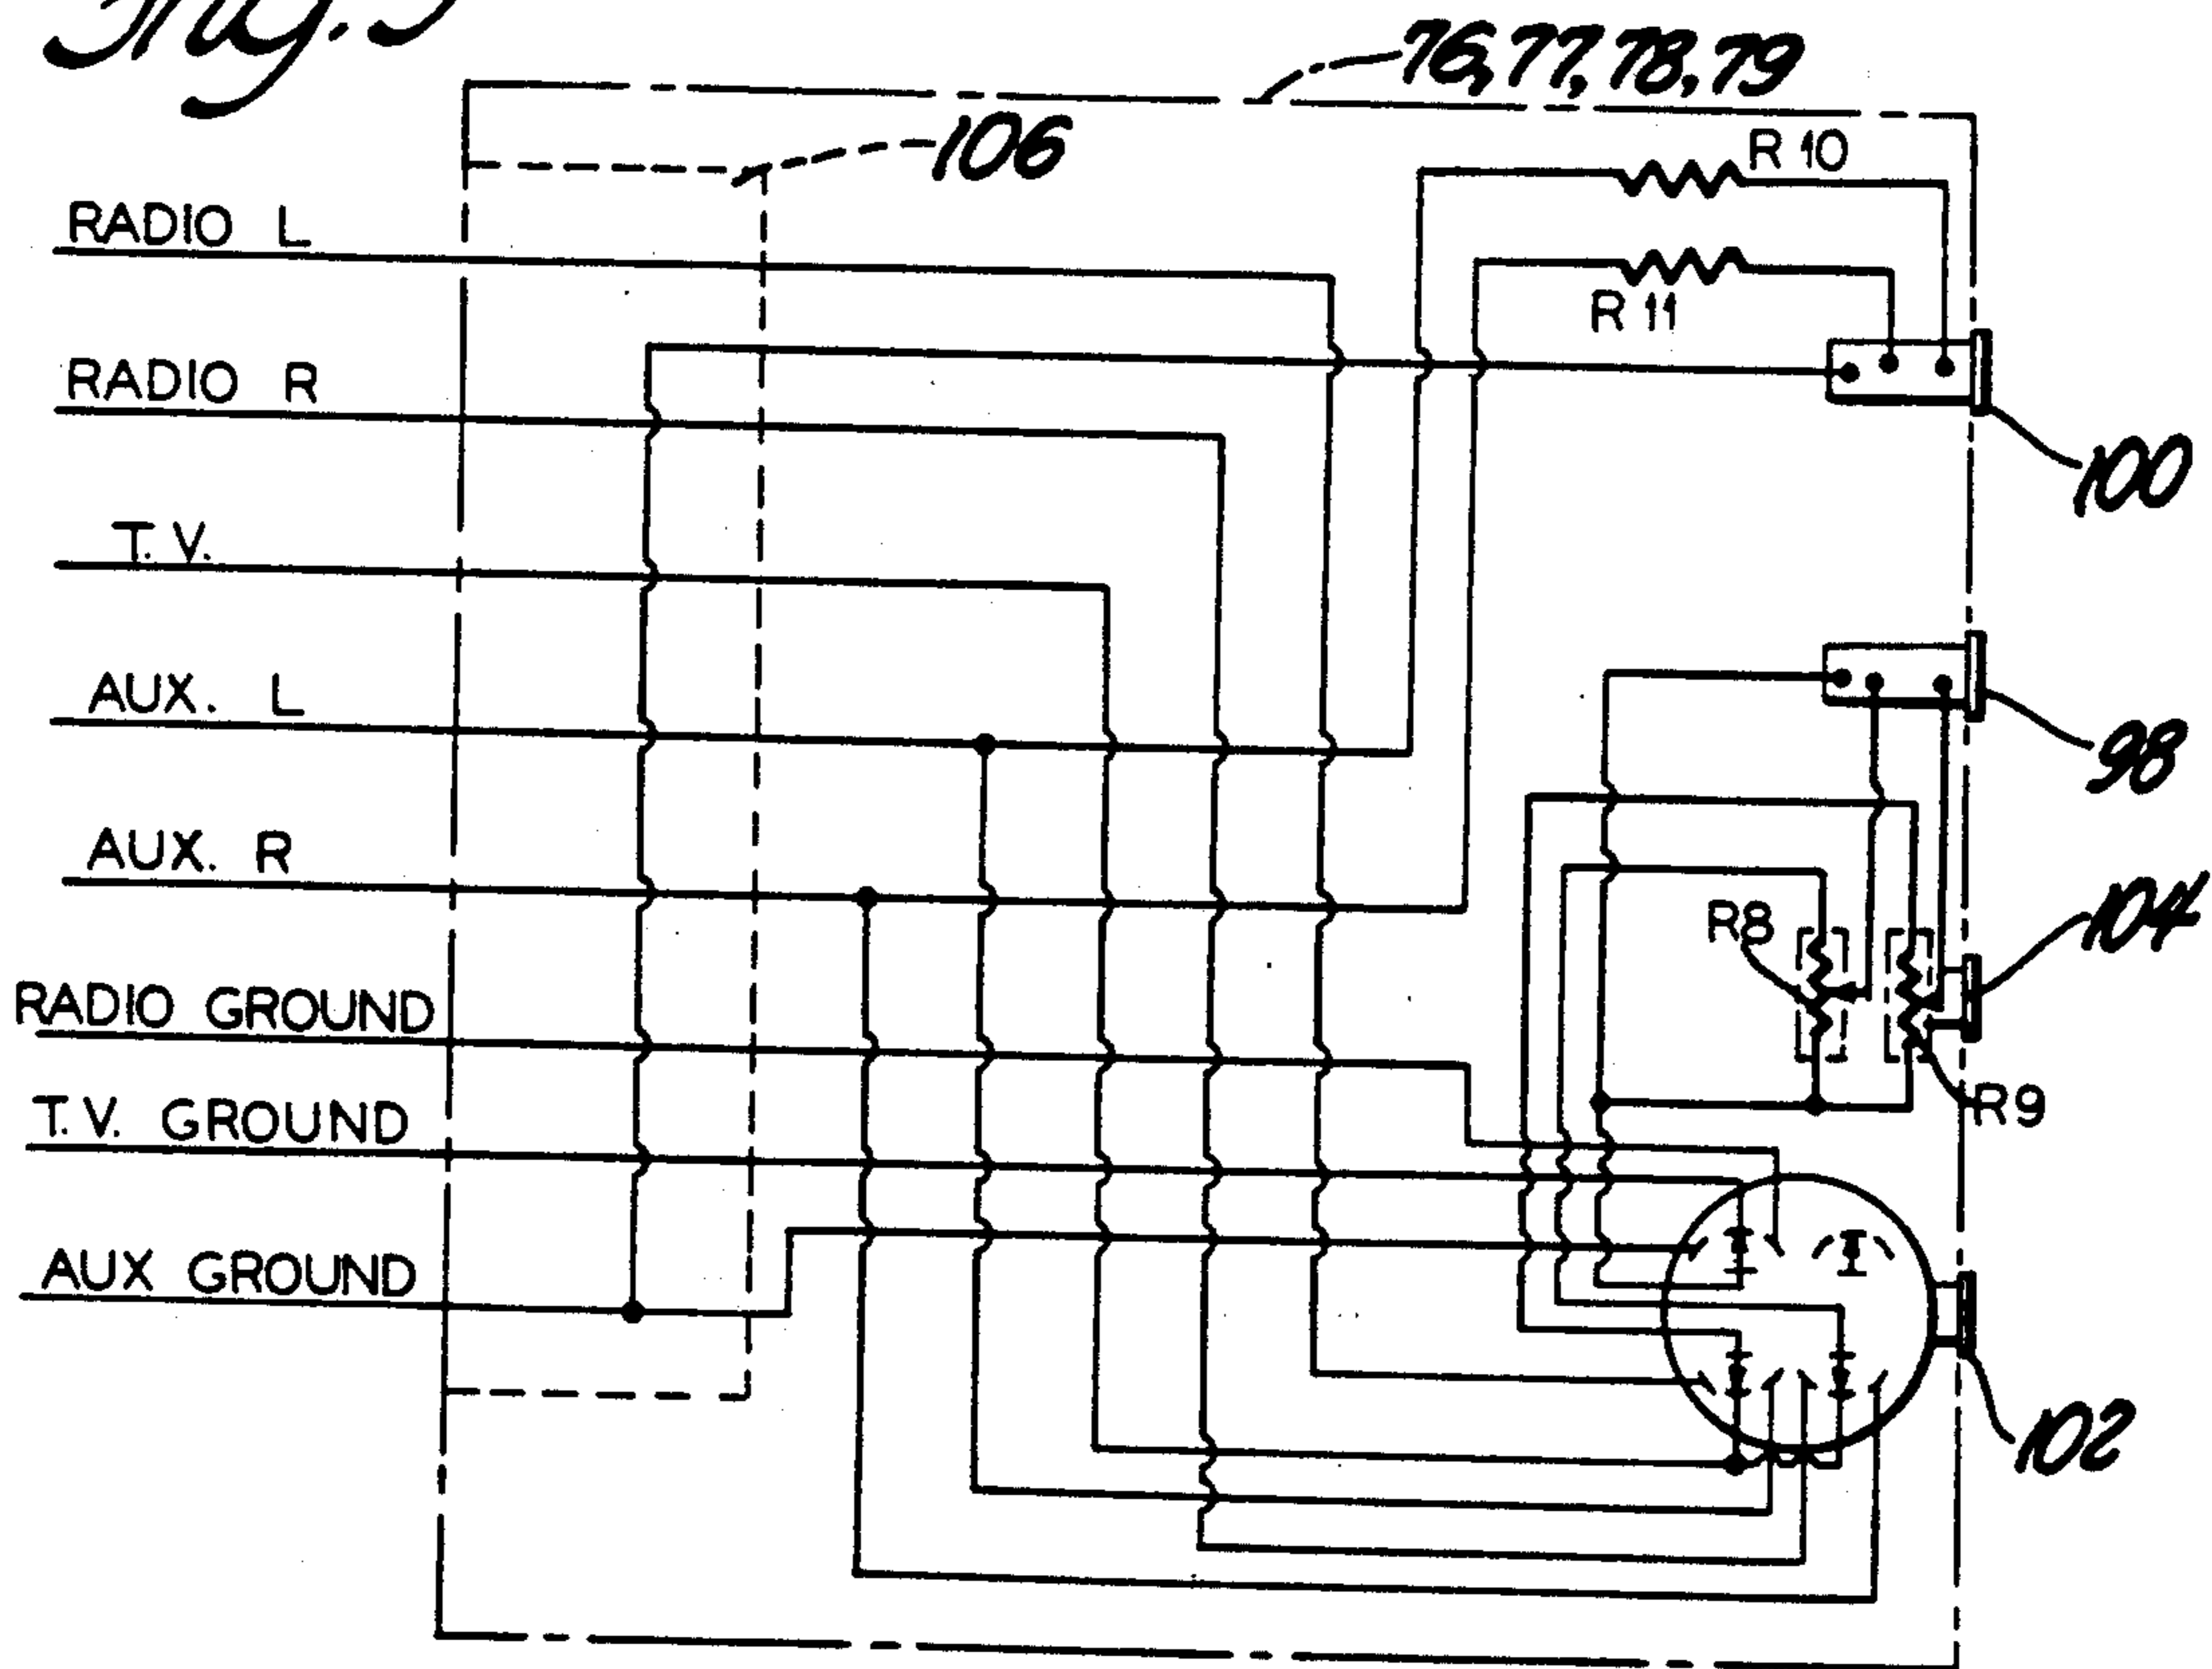 Fig. 5
76, 77, 78, 79
106
R 10
RADIO L
R 11
RADIO R
100
T. V.
AUX. L
98
AUX. R
R8
104
RADIO GROUND
R9
T.V. GROUND
AUX GROUND
102